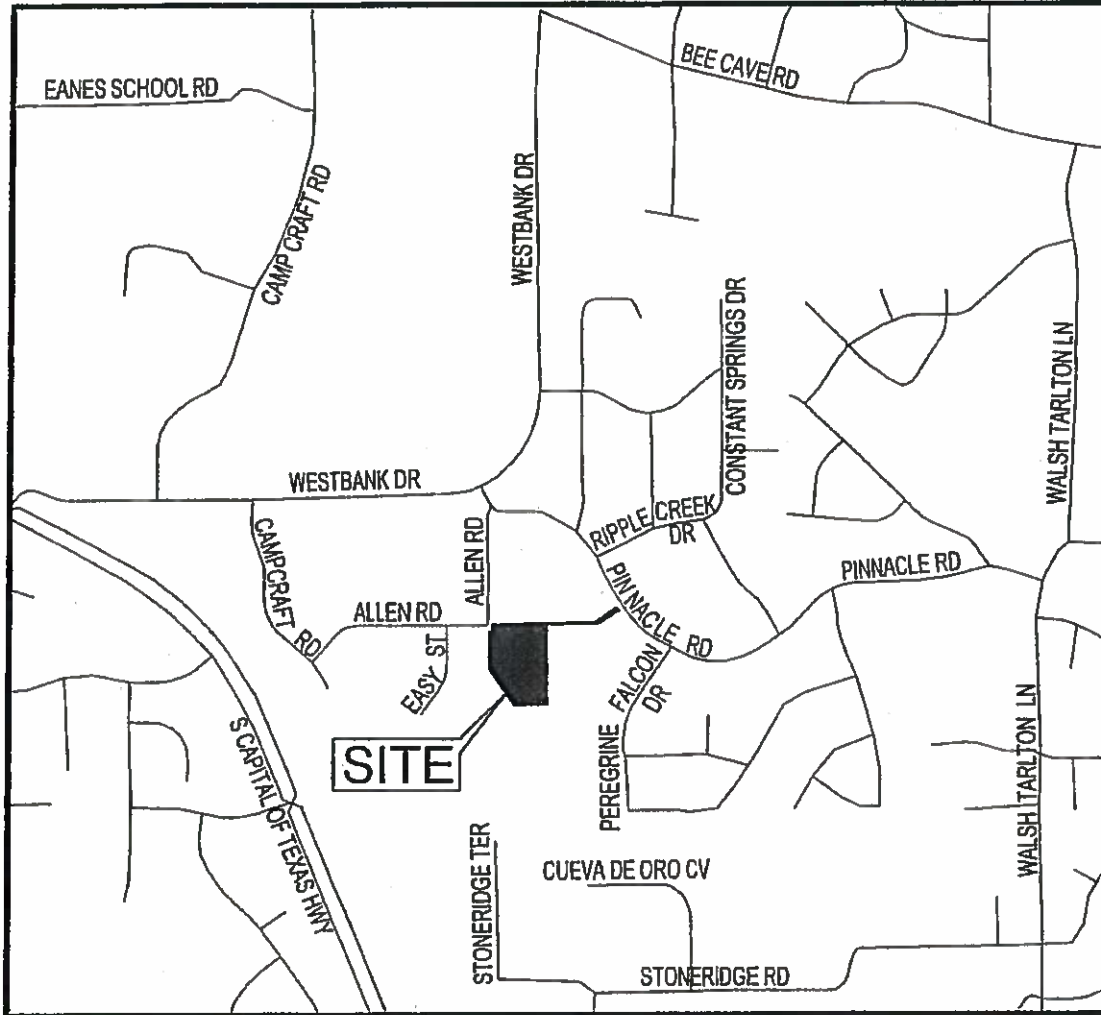 BEE CAVE RD
EANES SCHOOL RD
CAMP CRAFT RD
WESTBANK DR
CONSTANT SPRINGS DR
WALSH TARLTON LN
WESTBANK DR
RIPPLE CREEK
DR
CAMPCRAFT
RD
ALLEN RD
ALLEN RD
PINNACLE RD
PINNACLE RD
EASY ST
PEREGRINE FALCON
DR
SITE
S CAPITAL OF TEXAS HWY
WALSH TARLTON LN
STONERIDGE TER
CUEVA DE ORO CV
STONERIDGE RD